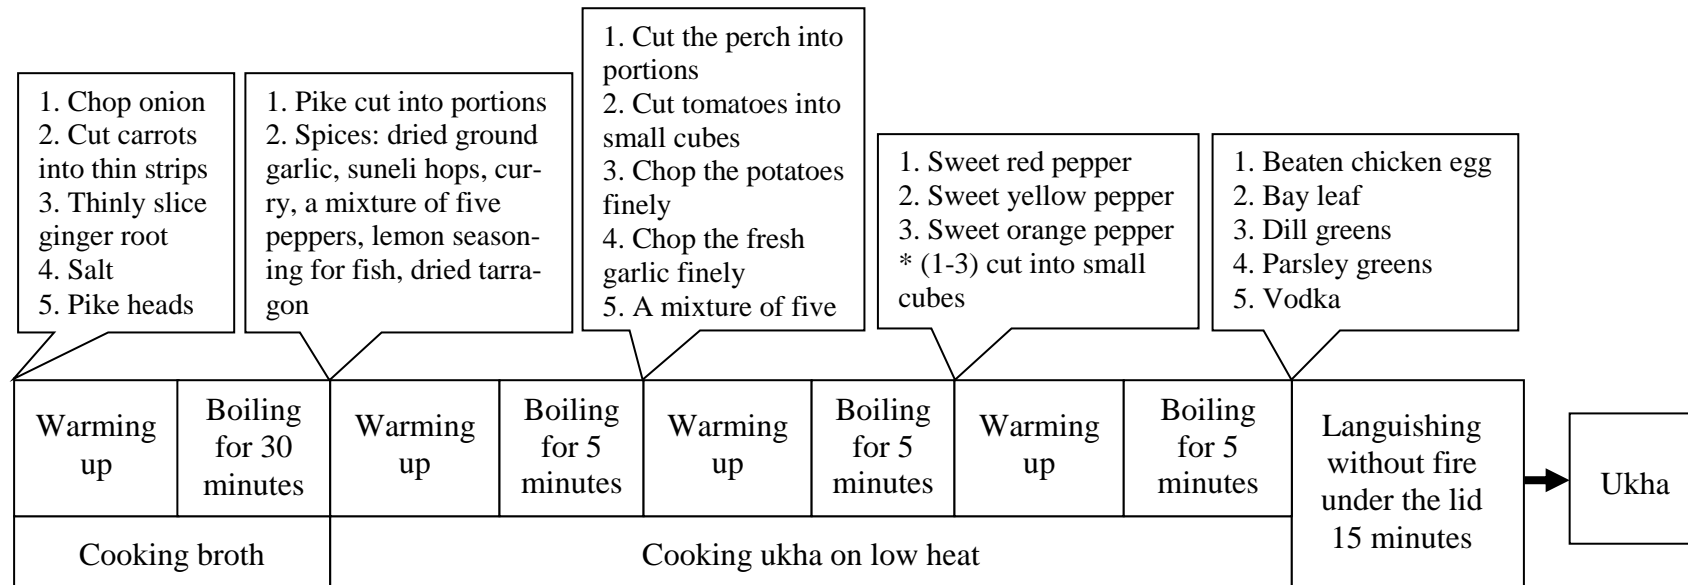 1. Chop onion
2. Cut carrots
into thin strips
3. Thinly slice
ginger root
4. Salt
5. Pike heads
1. Pike cut into portions
2. Spices: dried ground
garlic, suneli hops, cur-
ry, a mixture of five
peppers, lemon season-
ing for fish, dried tarra-
gon
1. Cut the perch into
portions
2. Cut tomatoes into
small cubes
3. Chop the potatoes
finely
4. Chop the fresh
garlic finely
5. A mixture of five
1. Sweet red pepper
2. Sweet yellow pepper
3. Sweet orange pepper
* (1-3) cut into small
cubes
1. Beaten chicken egg
2. Bay leaf
3. Dill greens
4. Parsley greens
5. Vodka
Warming
up
Boiling
for 30
minutes
Warming
up
Boiling
for 5
minutes
Warming
up
Boiling
for 5
minutes
Warming
up
Boiling
for 5
minutes
Languishing
without fire
under the lid
15 minutes
Ukha
Cooking broth
Cooking ukha on low heat